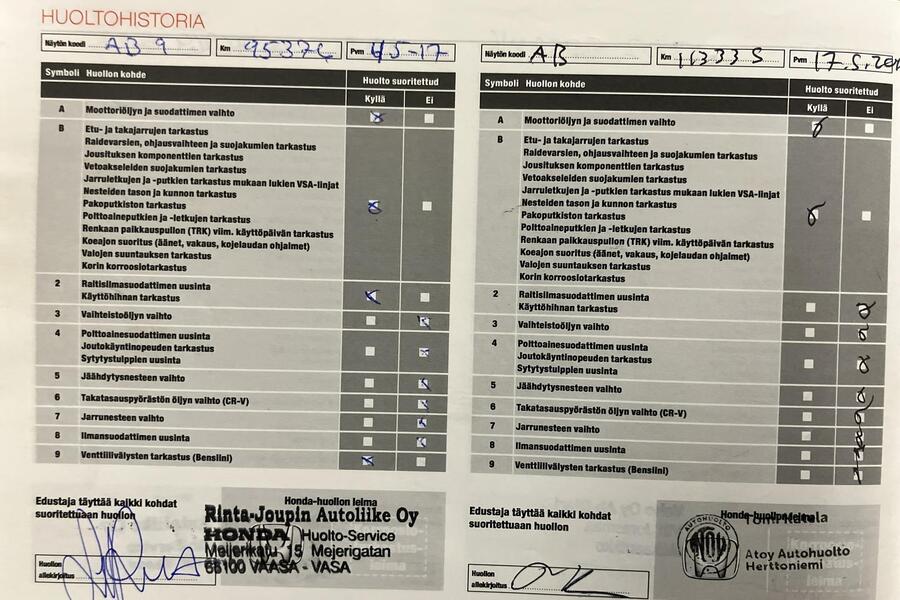 HUOLTOHISTORIA
Näytön koodi AB 9 Km Pvm
Symboli Huollon kohde Huolto suoritettud
Kyllä Ei
A Moottoriöljyn ja suodattimen vaihto
B Etu- ja takajarrujen tarkastus
Raidevarsien, ohjausvaihteen ja suojakumien tarkastus
Jousituksen komponenttien tarkastus
Vetoakseleiden suojakumien tarkastus
Jarruletkujen ja -putkien tarkastus mukaan lukien VSA-linjat
Nesteiden tason ja kunnon tarkastus
Pakoputkiston tarkastus
Polttoaineputkien ja -letkujen tarkastus
Renkaan paikkauspullon (TRK) viim. käyttöpäivän tarkastus
Koeajon suoritus (äänet, vakaus, kojelaudan ohjaimet)
Valojen suuntauksen tarkastus
Korin korroosiotarkastus
2 Raitisilmasuodattimen uusinta
Käyttöhihnan tarkastus
3 Vaihteistoöljyn vaihto
4 Polttoainesuodattimen uusinta
Joutokäyntinopeuden tarkastus
Sytytystulppien uusinta
5 Jäähdytysnesteen vaihto
6 Takatasauspyörästön öljyn vaihto (CR-V)
7 Jarrunesteen vaihto
8 Ilmansuodattimen uusinta
9 Venttiilivälysten tarkastus (Bensiini)
Edustaja täyttää kaikki kohdat
suoritettuaan huollon
Huollon
allekirjoitus
Honda-huollon leima
Rinta-Joupin Autoliike Oy
HONDA Huolto-Service
Meijerikatu 15 Mejerigatan
65100 VAASA - VASA
Näytön koodi AB Km 113335 Pvm 17.5.
Symboli Huollon kohde Huolto suoritettud
Kyllä Ei
A Moottoriöljyn ja suodattimen vaihto
B Etu- ja takajarrujen tarkastus
Raidevarsien, ohjausvaihteen ja suojakumien tarkastus
Jousituksen komponenttien tarkastus
Vetoakseleiden suojakumien tarkastus
Jarruletkujen ja -putkien tarkastus mukaan lukien VSA-linjat
Nesteiden tason ja kunnon tarkastus
Pakoputkiston tarkastus
Polttoaineputkien ja -letkujen tarkastus
Renkaan paikkauspullon (TRK) viim. käyttöpäivän tarkastus
Koeajon suoritus (äänet, vakaus, kojelaudan ohjaimet)
Valojen suuntauksen tarkastus
Korin korroosiotarkastus
2 Raitisilmasuodattimen uusinta
Käyttöhihnan tarkastus
3 Vaihteistoöljyn vaihto
4 Polttoainesuodattimen uusinta
Joutokäyntinopeuden tarkastus
Sytytystulppien uusinta
5 Jäähdytysnesteen vaihto
6 Takatasauspyörästön öljyn vaihto (CR-V)
7 Jarrunesteen vaihto
8 Ilmansuodattimen uusinta
9 Venttiilivälysten tarkastus (Bensiini)
Edustaja täyttää kaikki kohdat
suoritettuaan huollon
Huollon
allekirjoitus
AUTOHUOLTO
ATOY
Atoy Autohuolto
Herttoniemi